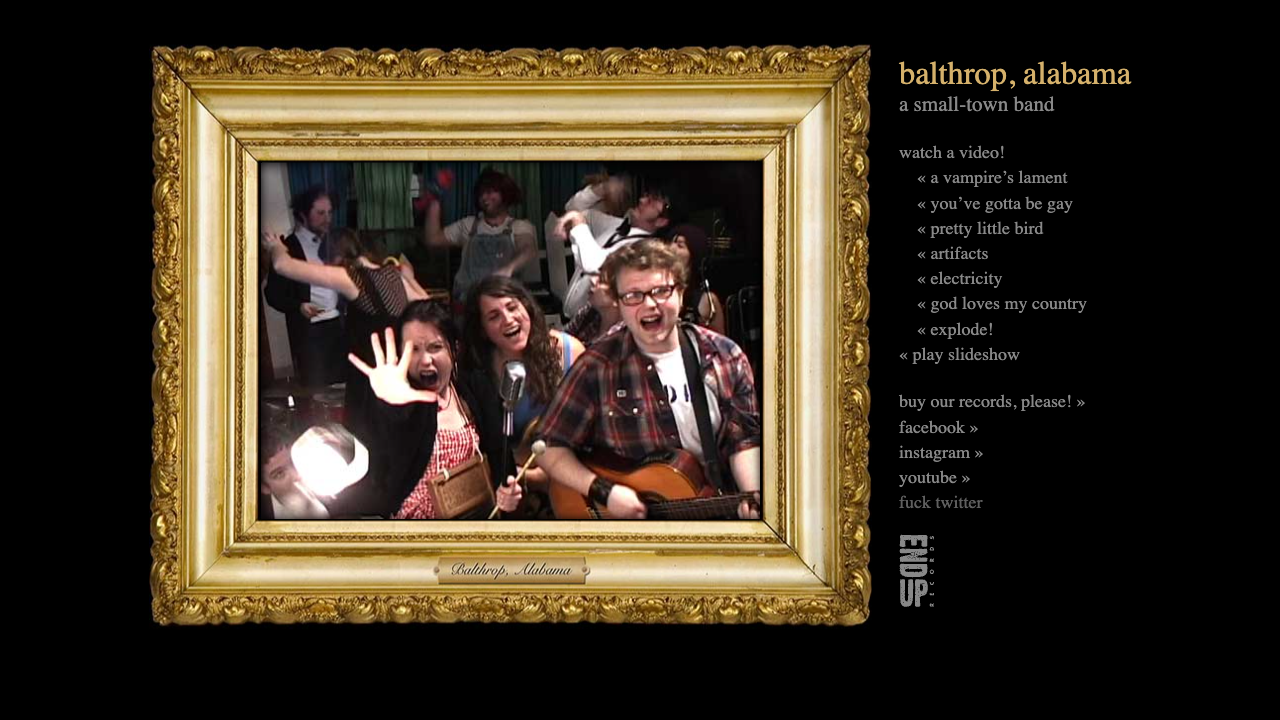 balthrop, alabama
a small-town band
watch a video!
« a vampire’s lament
« you’ve gotta be gay
« pretty little bird
« artifacts
« electricity
« god loves my country
« explode!
« play slideshow
buy our records, please! »
facebook »
instagram »
youtube »
fuck twitter
END UP RECORDS
Balthrop, Alabama